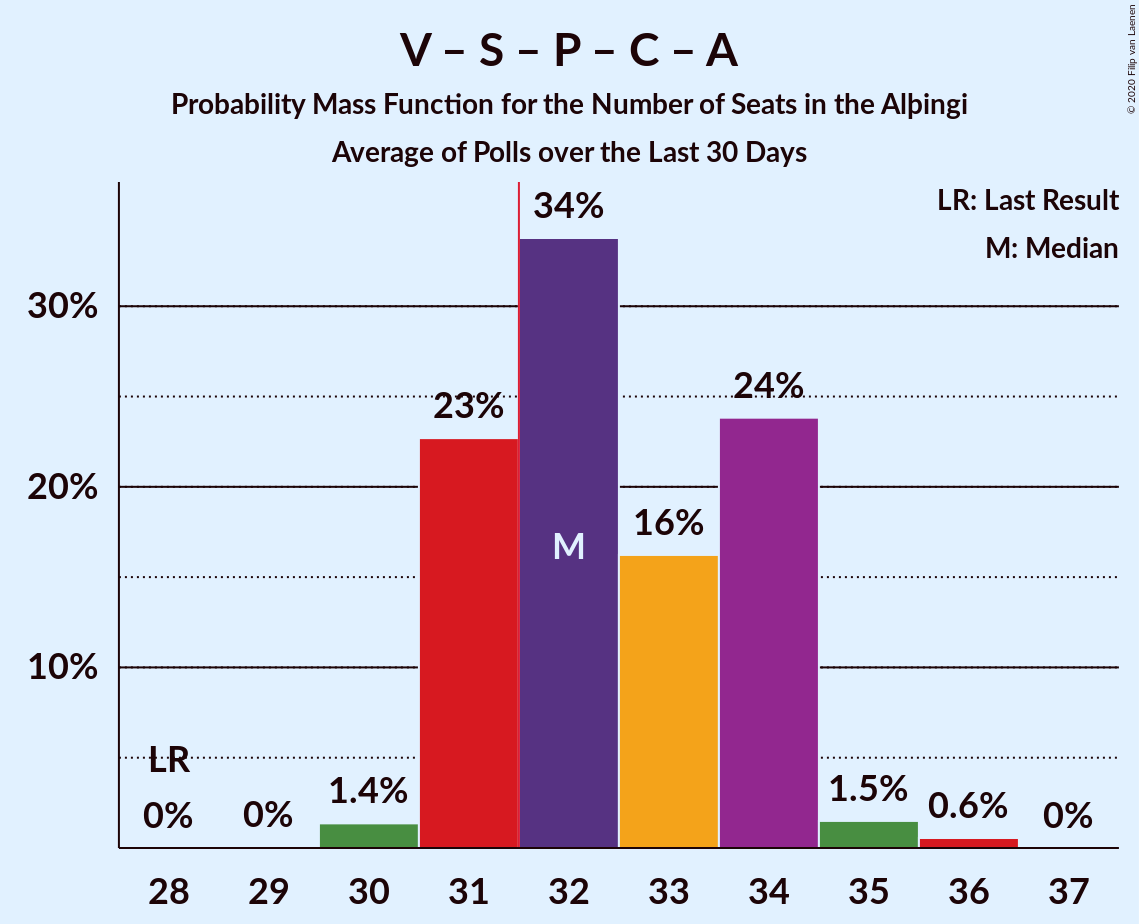 V – S – P – C – A
Probability Mass Function for the Number of Seats in the Alþingi
Average of Polls over the Last 30 Days
© 2020 Filip van Laenen
LR: Last Result
M: Median
30%
20%
10%
LR
0%
0%
1.4%
23%
34%
M
16%
24%
1.5%
0.6%
0%
28 29 30 31 32 33 34 35 36 37